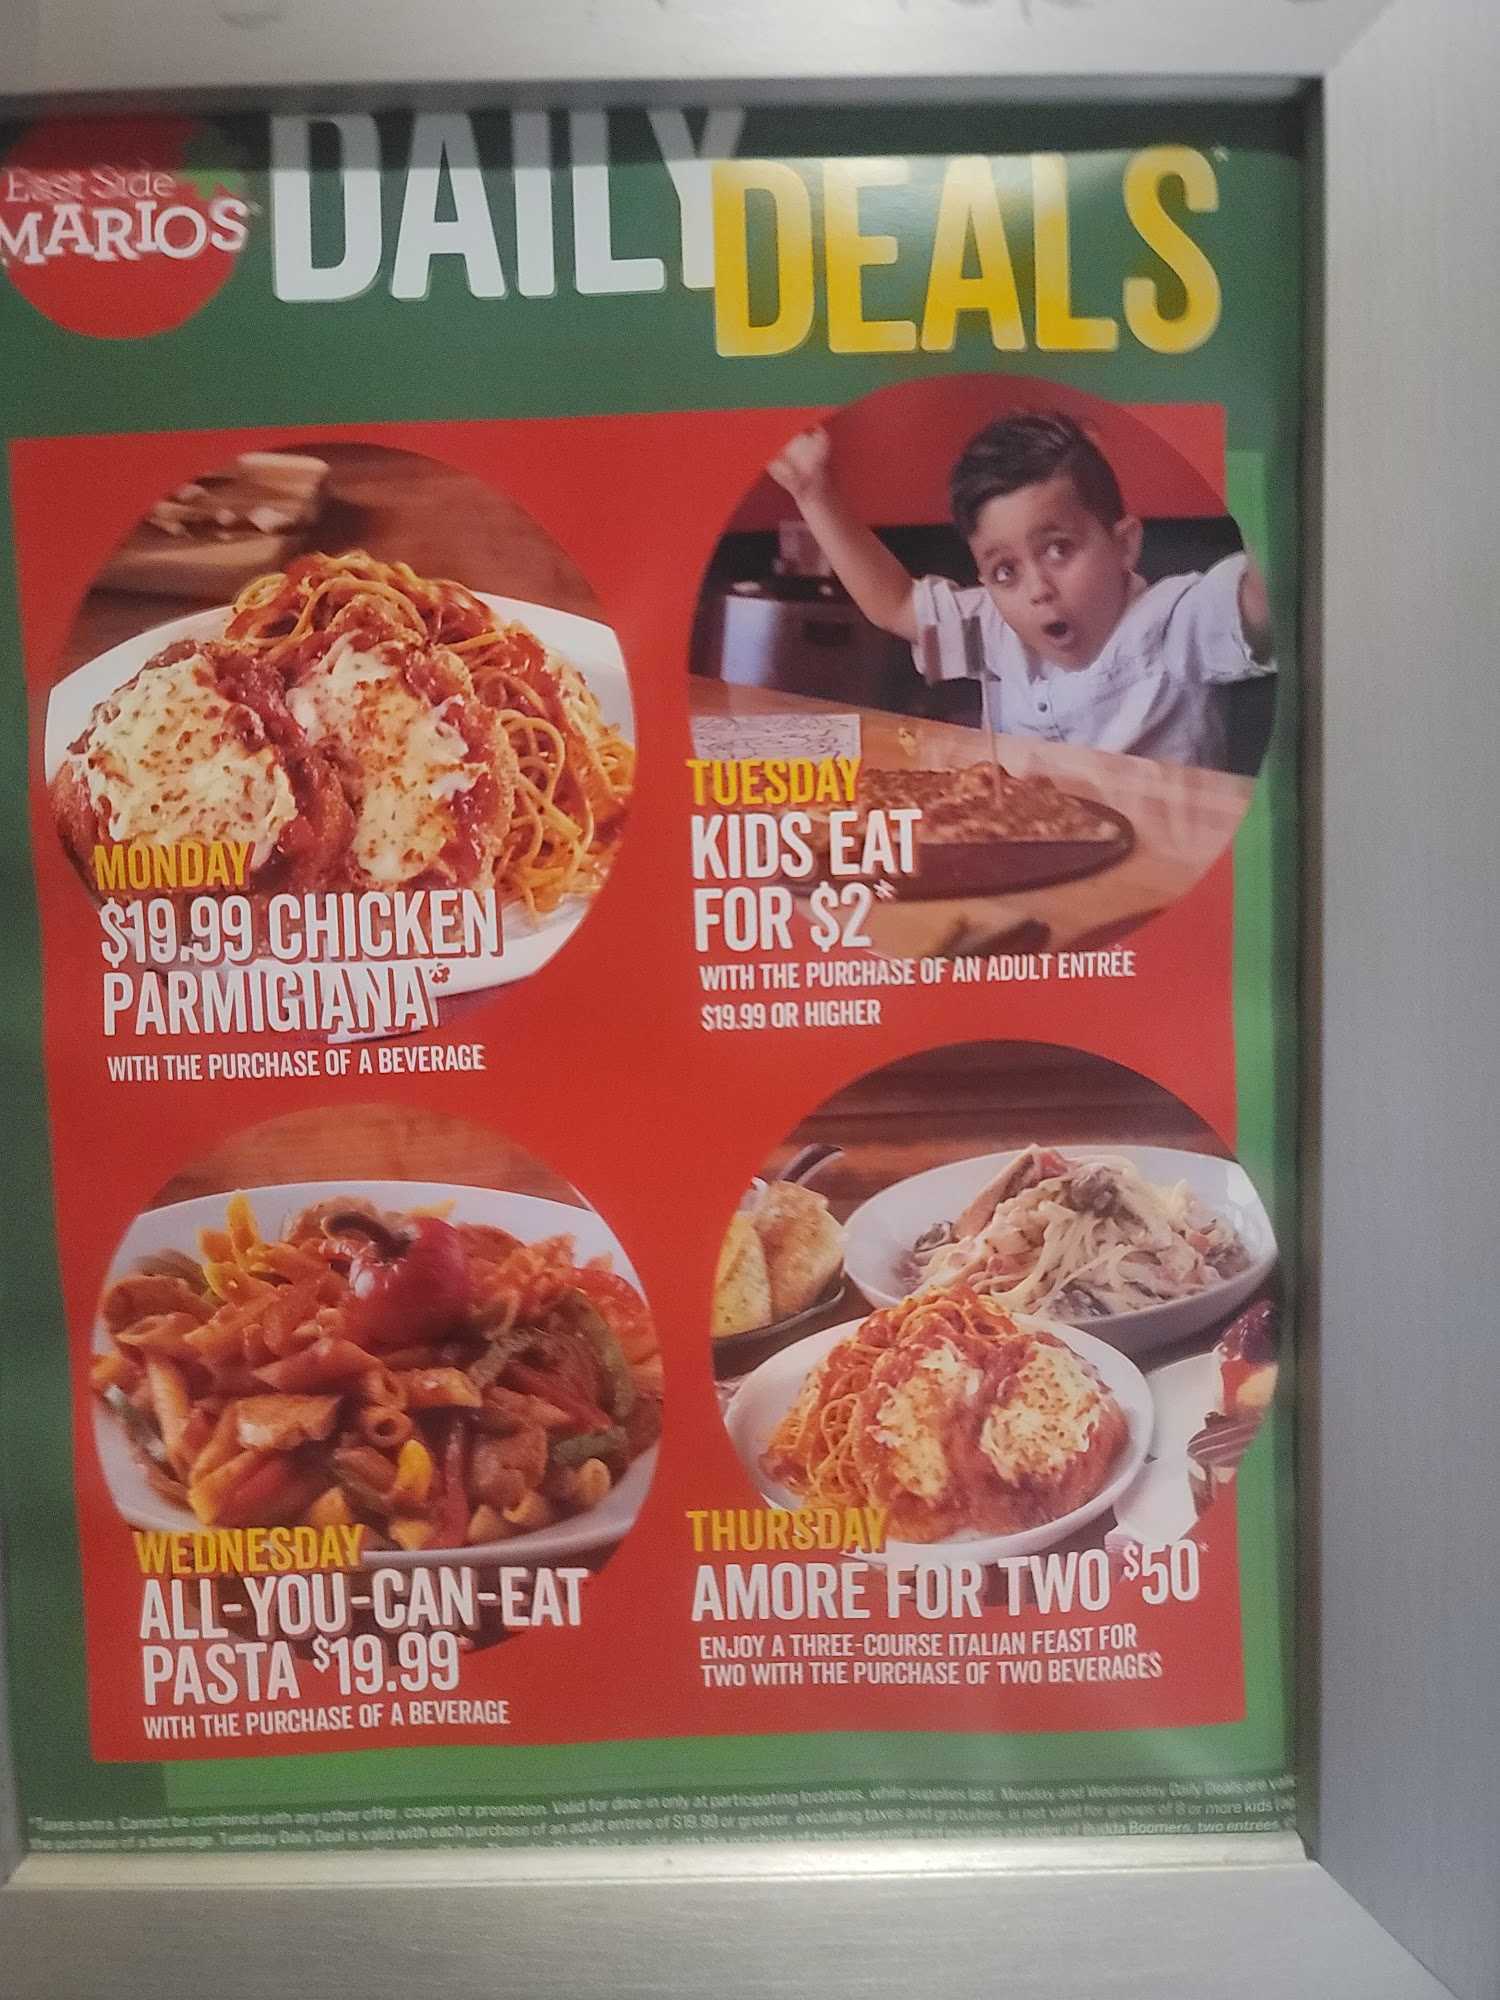 East Side
MARIOS
DAILY
DEALS*
MONDAY
$19.99 CHICKEN
PARMIGIANA*
WITH THE PURCHASE OF A BEVERAGE
TUESDAY
KIDS EAT
FOR $2*
WITH THE PURCHASE OF AN ADULT ENTRÉE
$19.99 OR HIGHER
WEDNESDAY
ALL-YOU-CAN-EAT
PASTA $19.99*
WITH THE PURCHASE OF A BEVERAGE
THURSDAY
AMORE FOR TWO $50*
ENJOY A THREE-COURSE ITALIAN FEAST FOR
TWO WITH THE PURCHASE OF TWO BEVERAGES
*Taxes extra. Cannot be combined with any other offer, coupon or promotion. Valid for dine-in only at participating locations, while supplies last. Monday and Wednesday Daily Deals are
purchase of a beverage. Tuesday Daily Deal is valid with each purchase of an adult entrée of $19.99 or greater, excluding taxes and gratuities, is not valid for groups of 8 or more kids
Budda Boomers, two entrées,